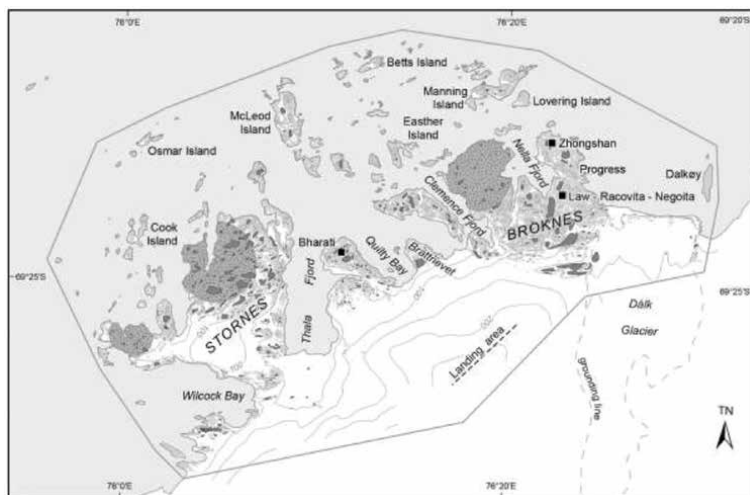 76°0'E
76°20'E
69°20'S
Betts Island
Manning
Island
Lovering Island
McLeod
Island
Easther
Island
Osmar Island
Zhongshan
Nella Fjord
Progress
Dalkøy
Law - Racovita - Negoita
Clemence Fjord
BROKNES
Cook
Island
Bharati
Quilty Bay
Brattnevet
69°25'S
69°25'S
STORNES
Thala Fjord
Dålk
Glacier
Landing area
grounding line
Wilcock Bay
TN
76°0'E
76°20'E